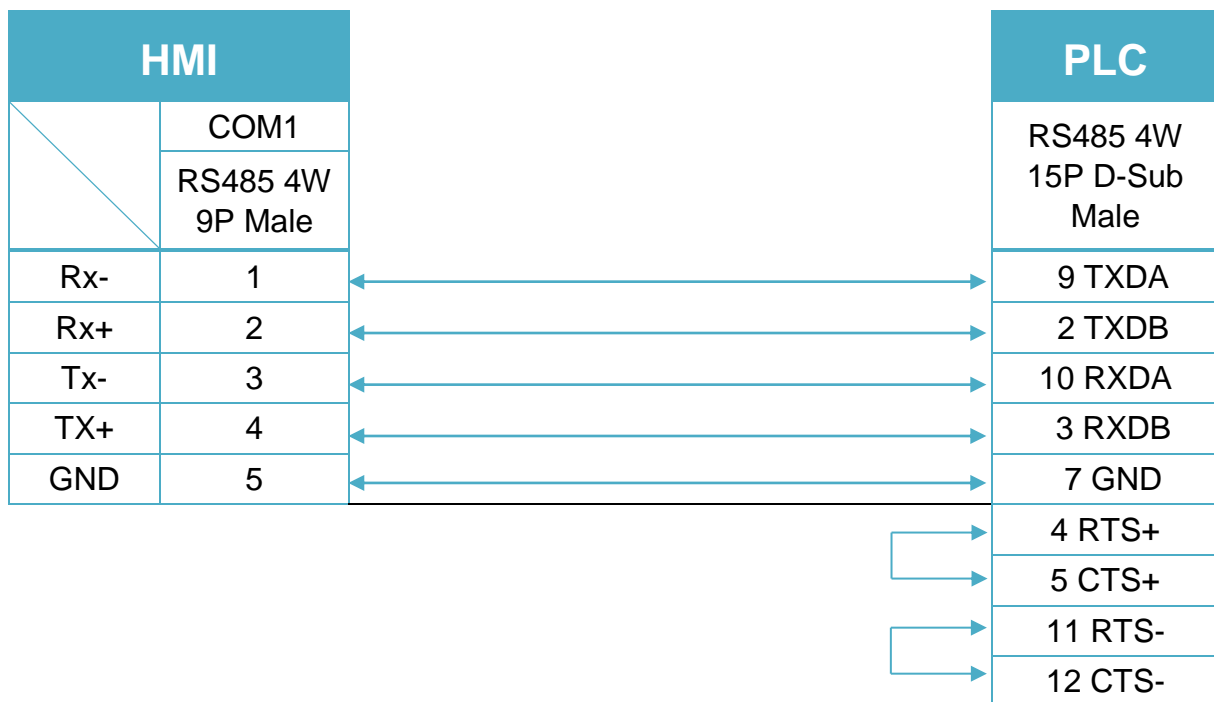 HMI
PLC
COM1
RS485 4W
9P Male
RS485 4W
15P D-Sub
Male
Rx- 1 9 TXDA
Rx+ 2 2 TXDB
Tx- 3 10 RXDA
TX+ 4 3 RXDB
GND 5 7 GND
4 RTS+
5 CTS+
11 RTS-
12 CTS-